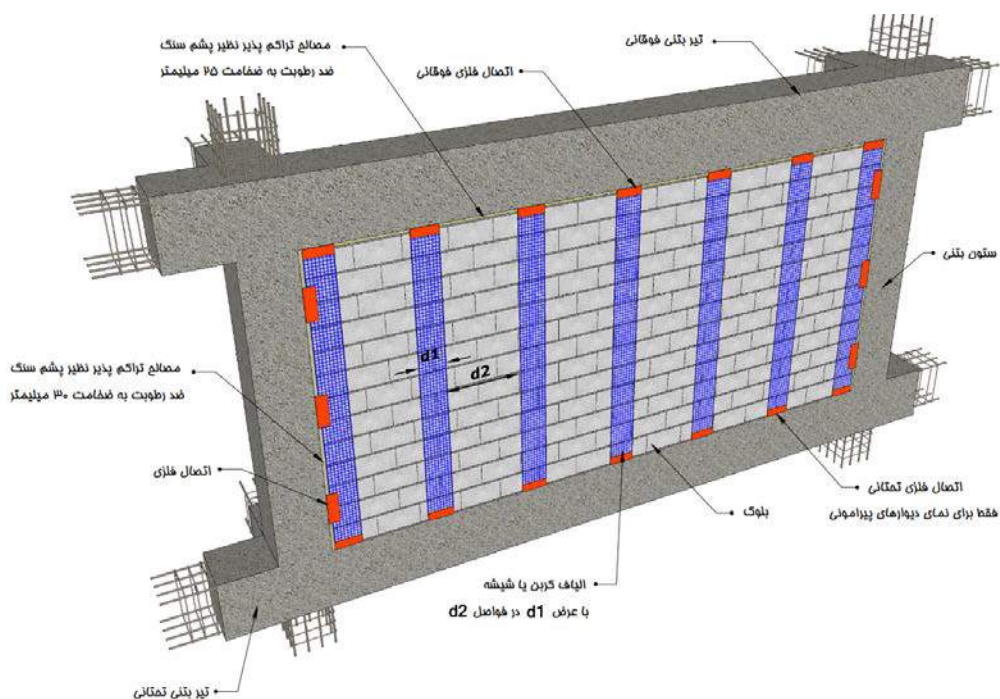 تیر بتنی فوقانی
مصالح تراکم پذیر نظیر پشم سنگ
ضد رطوبت به ضخامت ۲۵ میلیمتر
اتصال فلزی فوقانی
ستون بتنی
d1
d2
مصالح تراکم پذیر نظیر پشم سنگ
ضد رطوبت به ضخامت ۳۰ میلیمتر
اتصال فلزی
اتصال فلزی تحتانی
فقط برای نمای دیوارهای پیرامونی
بلوک
الیاف کربن یا شیشه
با عرض d1 در فواصل d2
تیر بتنی تحتانی